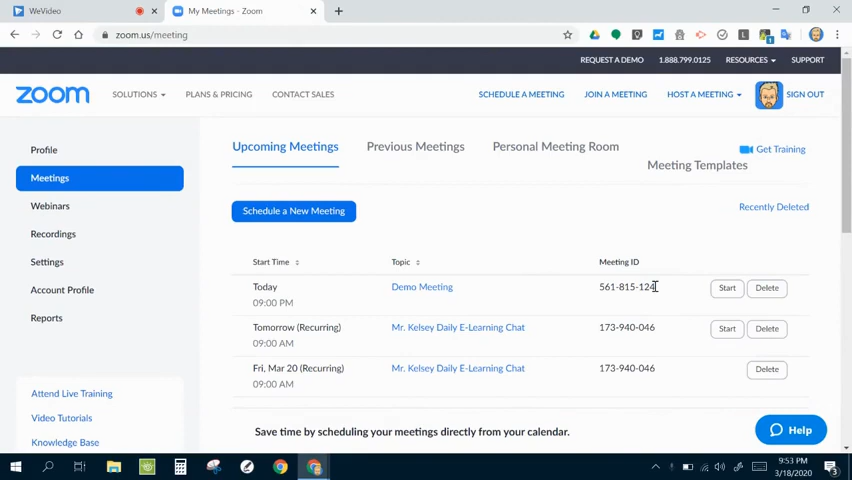 WeVideo
My Meetings - Zoom
zoom.us/meeting
REQUEST A DEMO 1.888.799.0125 RESOURCES SUPPORT
zoom SOLUTIONS PLANS & PRICING CONTACT SALES SCHEDULE A MEETING JOIN A MEETING HOST A MEETING SIGN OUT
Profile
Meetings
Webinars
Recordings
Settings
Account Profile
Reports
Attend Live Training
Video Tutorials
Knowledge Base
Upcoming Meetings Previous Meetings Personal Meeting Room
Meeting Templates
Get Training
Schedule a New Meeting
Recently Deleted
Start Time Topic Meeting ID
Today Demo Meeting 561-815-124 Start Delete
09:00 PM
Tomorrow (Recurring) Mr. Kelsey Daily E-Learning Chat 173-940-046 Start Delete
09:00 AM
Fri, Mar 20 (Recurring) Mr. Kelsey Daily E-Learning Chat 173-940-046 Delete
09:00 AM
Save time by scheduling your meetings directly from your calendar.
Help
9:53 PM
3/18/2020